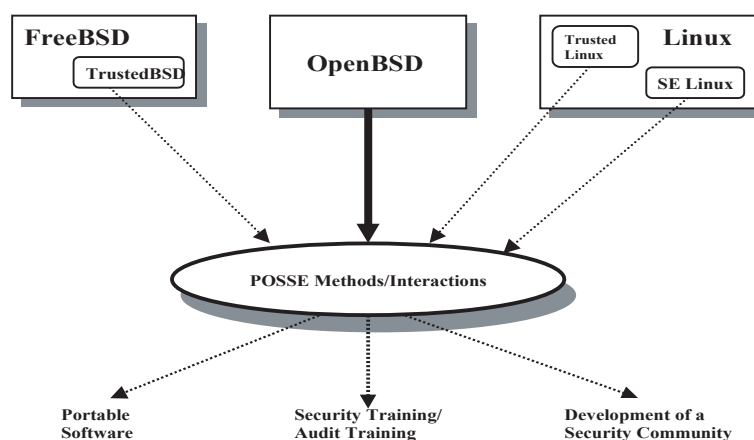 FreeBSD
TrustedBSD
OpenBSD
Trusted
Linux
Linux
SE Linux
POSSE Methods/Interactions
Portable
Software
Security Training/
Audit Training
Development of a
Security Community